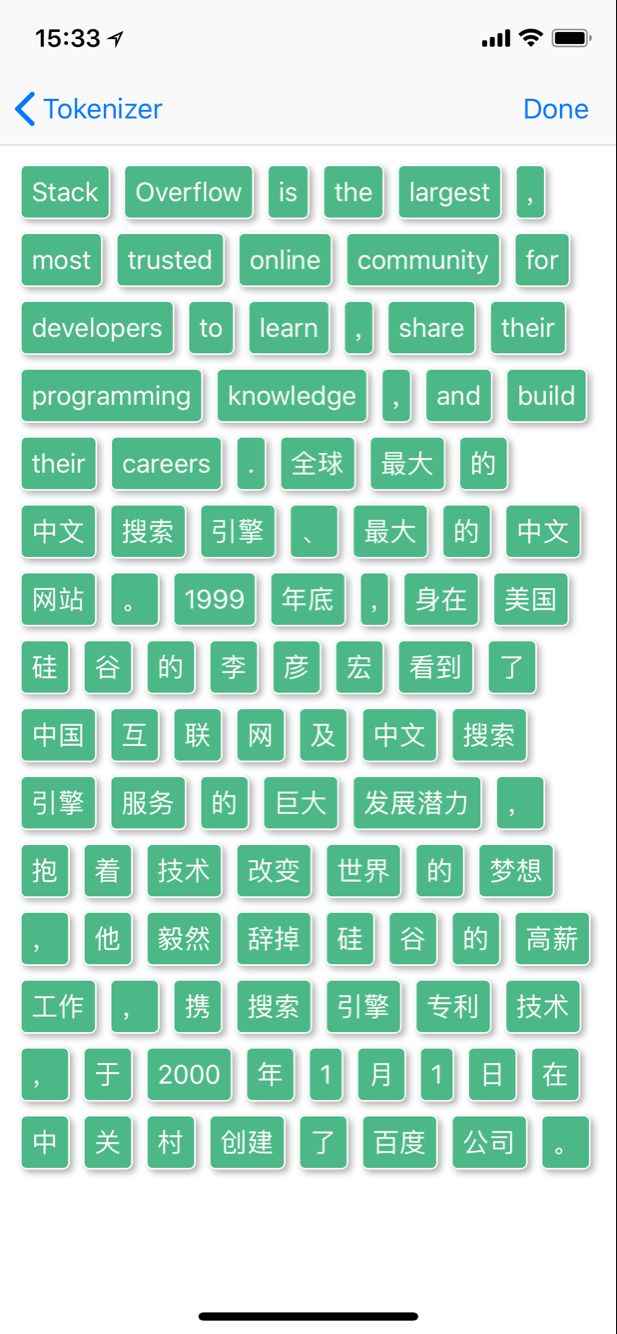 15:33
Tokenizer Done
Stack Overflow is the largest ,
most trusted online community for
developers to learn , share their
programming knowledge , and build
their careers . 全球 最大 的
中文 搜索 引擎 、 最大 的 中文
网站 。 1999 年底 , 身在 美国
硅 谷 的 李 彦 宏 看到 了
中国 互 联 网 及 中文 搜索
引擎 服务 的 巨大 发展潜力 ，
抱 着 技术 改变 世界 的 梦想
， 他 毅然 辞掉 硅 谷 的 高薪
工作 ， 携 搜索 引擎 专利 技术
， 于 2000 年 1 月 1 日 在
中 关 村 创建 了 百度 公司 。